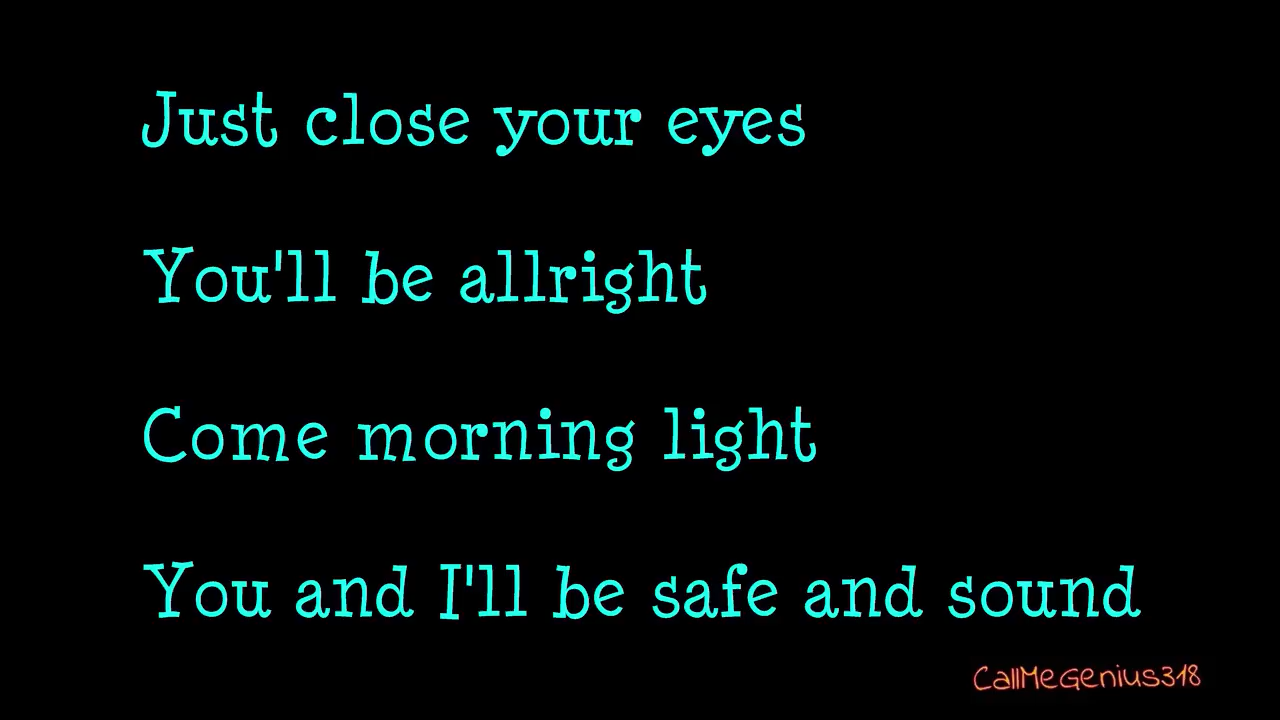 Just close your eyes
You'll be allright
Come morning light
You and I'll be safe and sound
CallMeGenius318